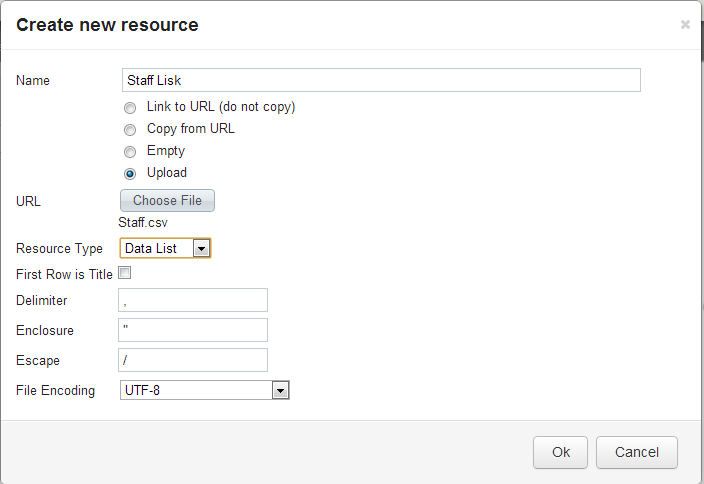 Create new resource
×
Name Staff Lisk
Link to URL (do not copy)
Copy from URL
Empty
Upload
URL Choose File
Staff.csv
Resource Type Data List
First Row is Title
Delimiter ,
Enclosure "
Escape /
File Encoding UTF-8
Ok Cancel